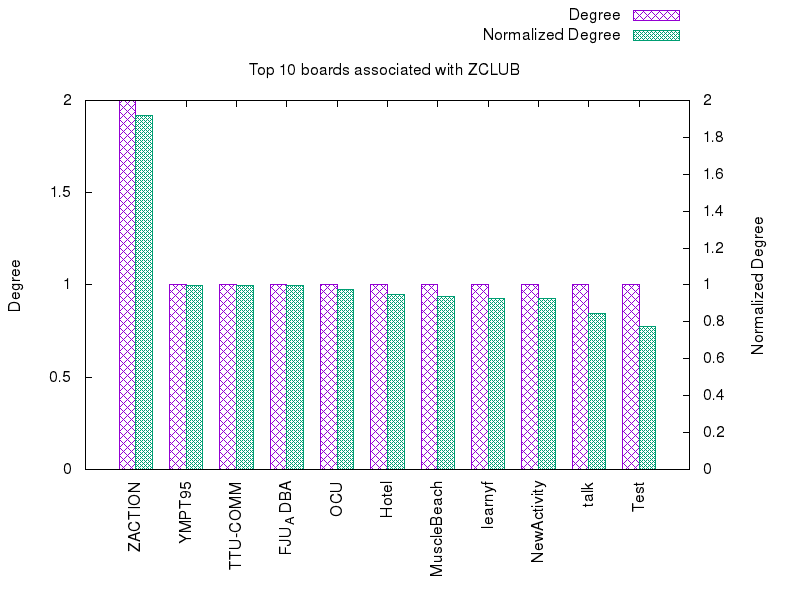 Degree
Normalized Degree
Top 10 boards associated with ZCLUB
2
1.5
1
0.5
0
2
1.8
1.6
1.4
1.2
1
0.8
0.6
0.4
0.2
0
Degree
Normalized Degree
ZACTION
YMPT95
TTU-COMM
FJU_A DBA
OCU
Hotel
MuscleBeach
learnyf
NewActivity
talk
Test